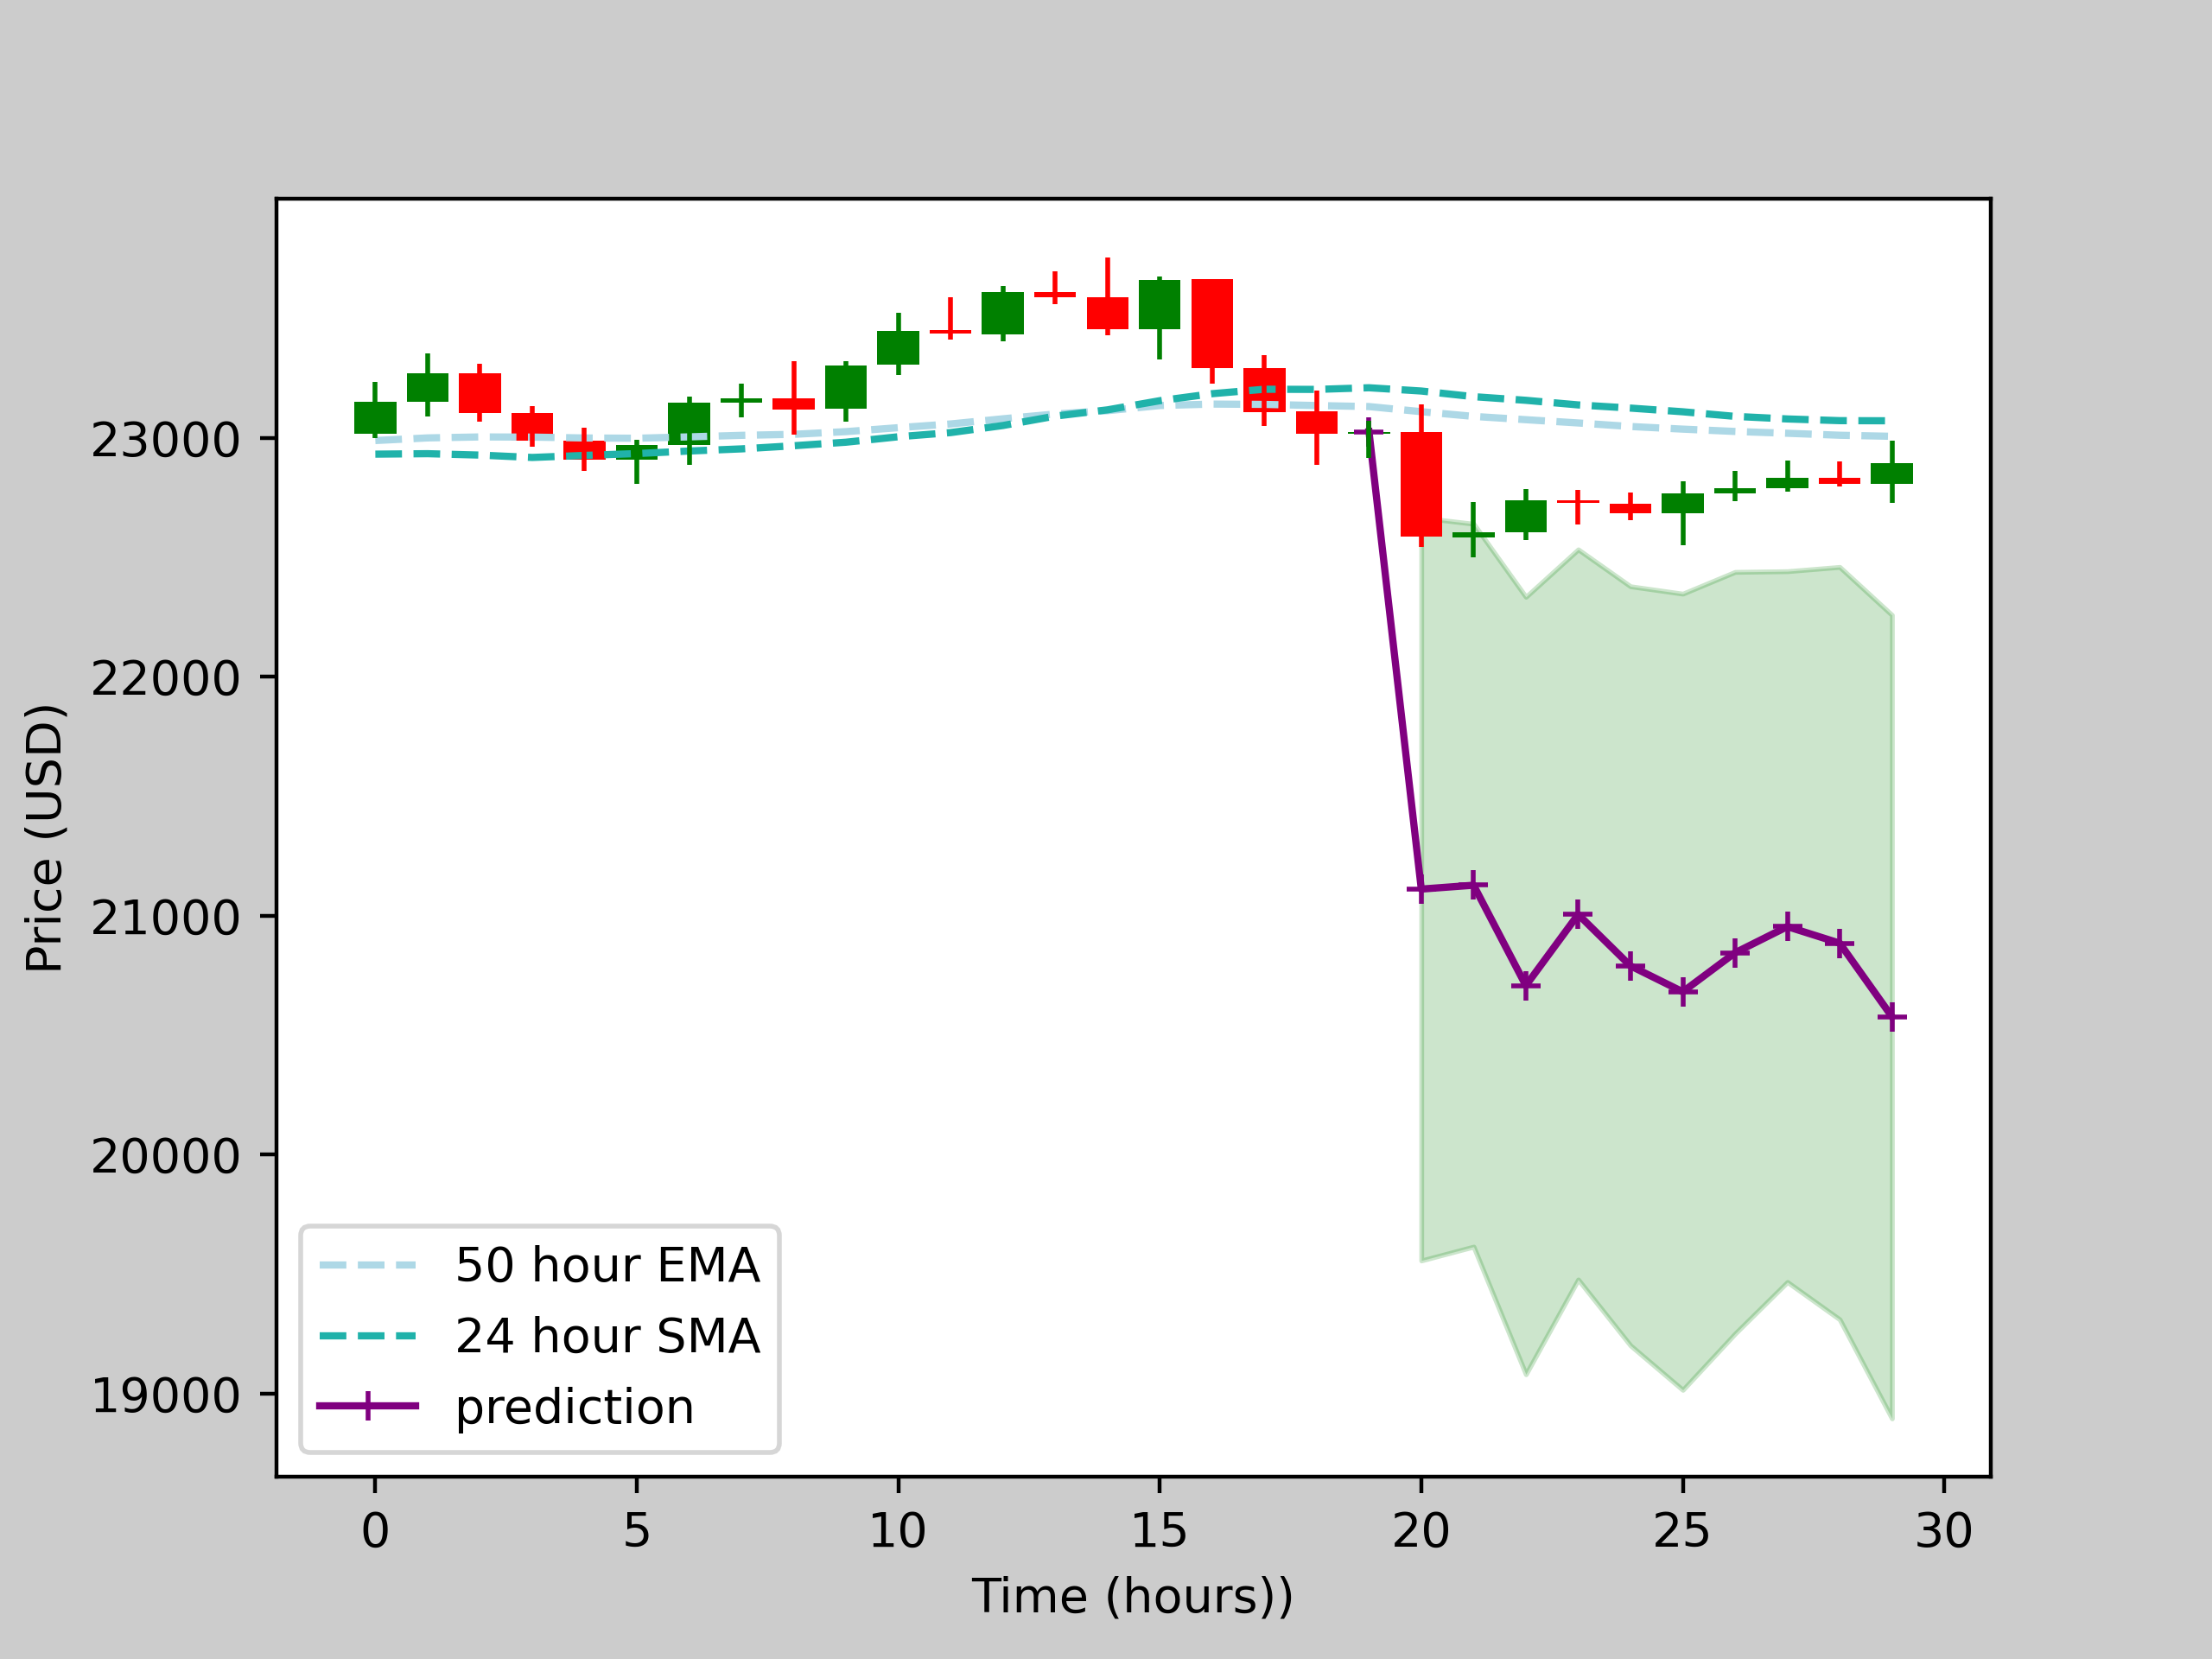 23000
22000
21000
20000
19000
Price (USD)
50 hour EMA
24 hour SMA
prediction
0 5 10 15 20 25 30
Time (hours))